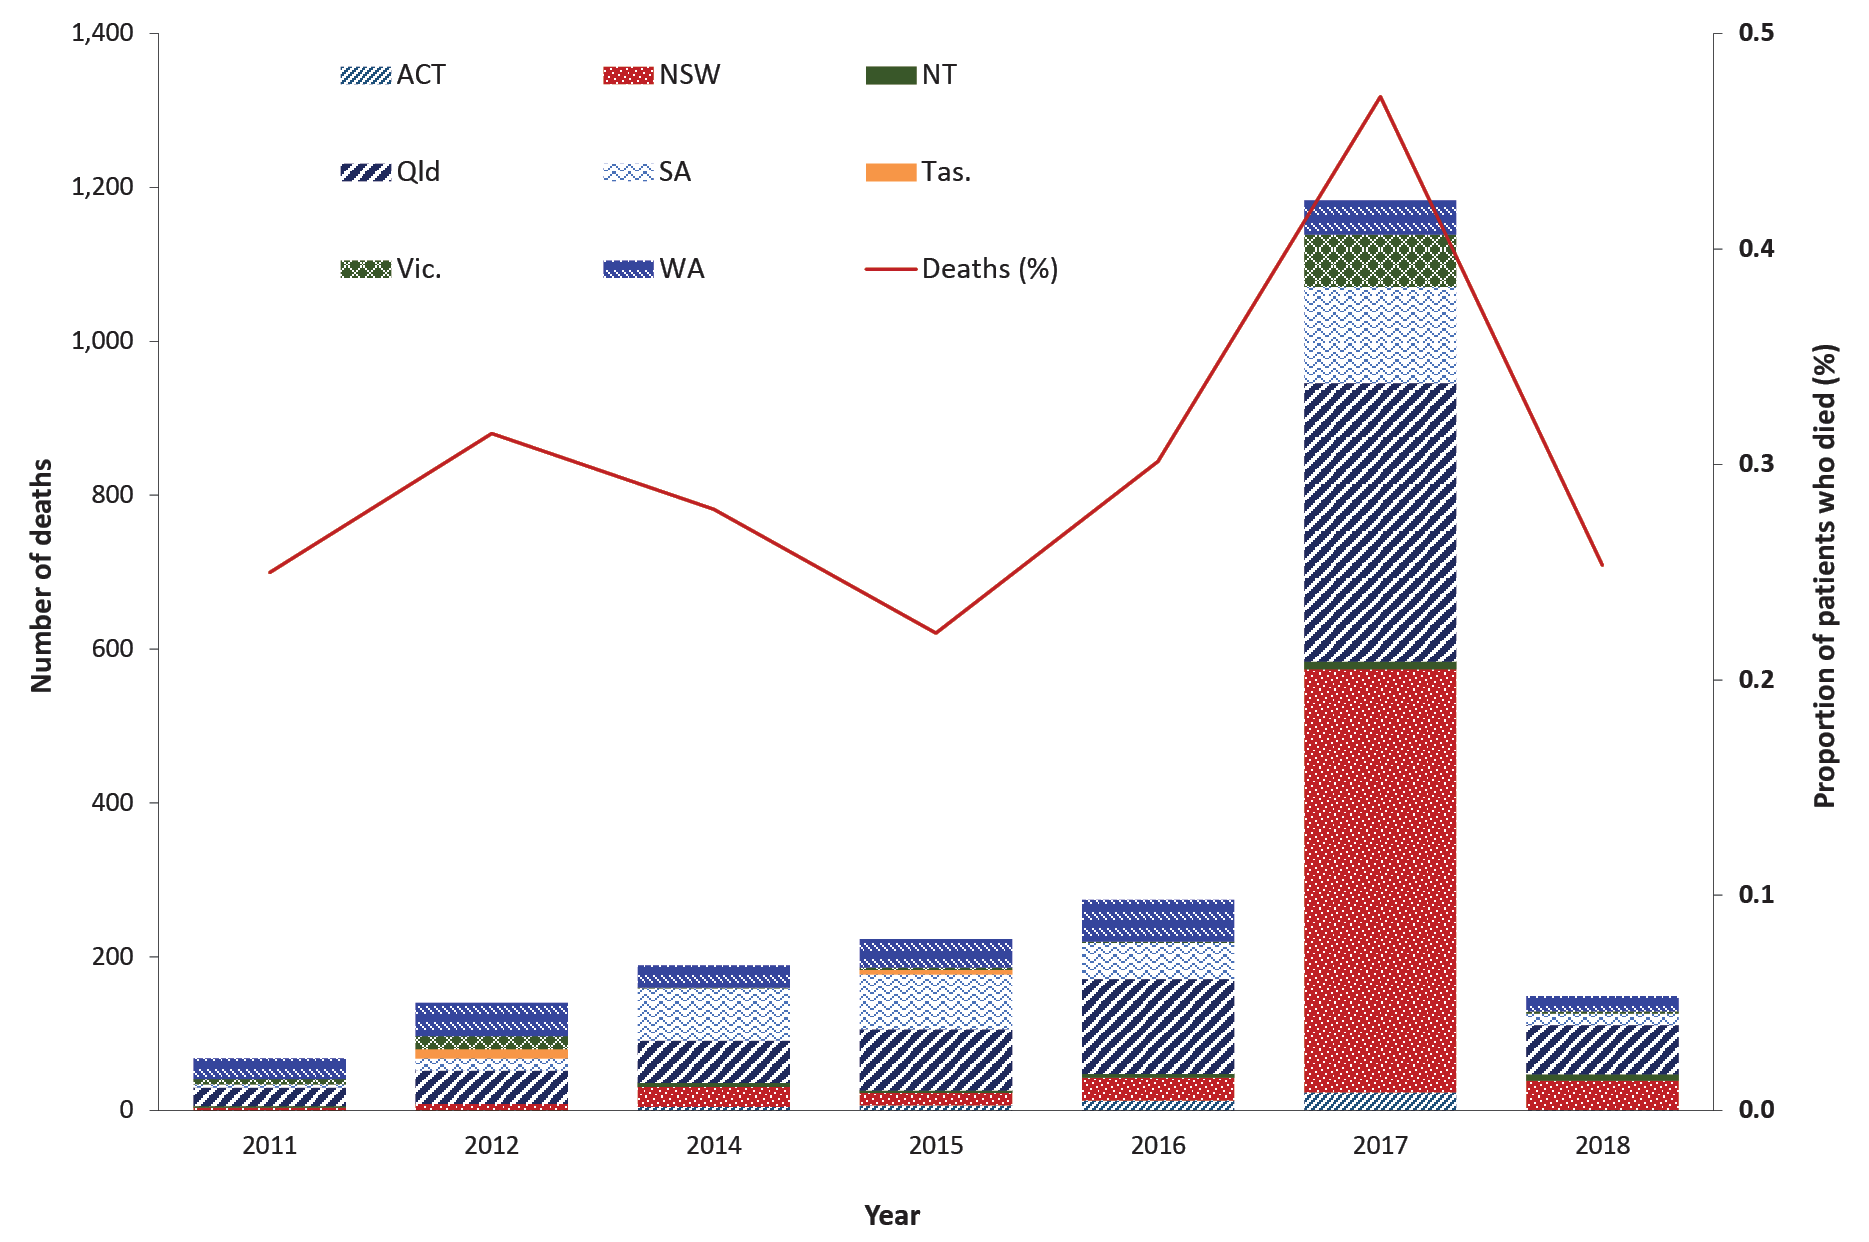 1,400
1,200
1,000
800
600
400
200
0
Number of deaths
ACT NSW NT
Qld SA Tas.
Vic. WA Deaths (%)
0.5
0.4
0.3
0.2
0.1
0.0
Proportion of patients who died (%)
2011 2012 2014 2015 2016 2017 2018
Year